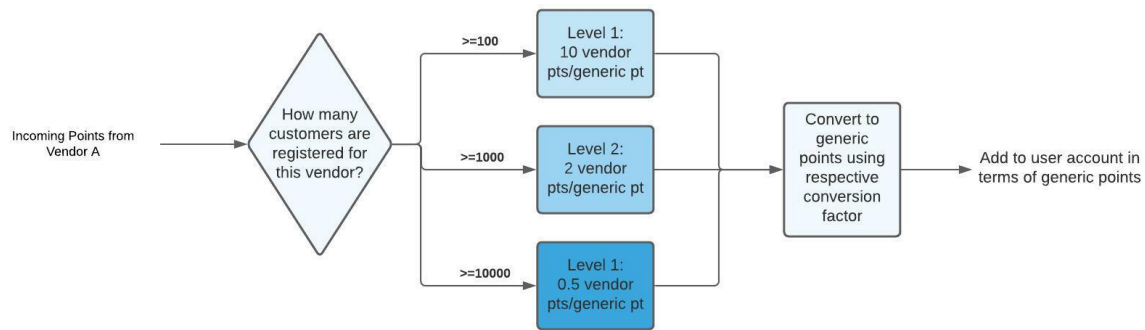 Incoming Points from
Vendor A
How many
customers are
registered for
this vendor?
>=100
Level 1:
10 vendor
pts/generic pt
>=1000
Level 2:
2 vendor
pts/generic pt
>=10000
Level 1:
0.5 vendor
pts/generic pt
Convert to
generic
points using
respective
conversion
factor
Add to user account in
terms of generic points